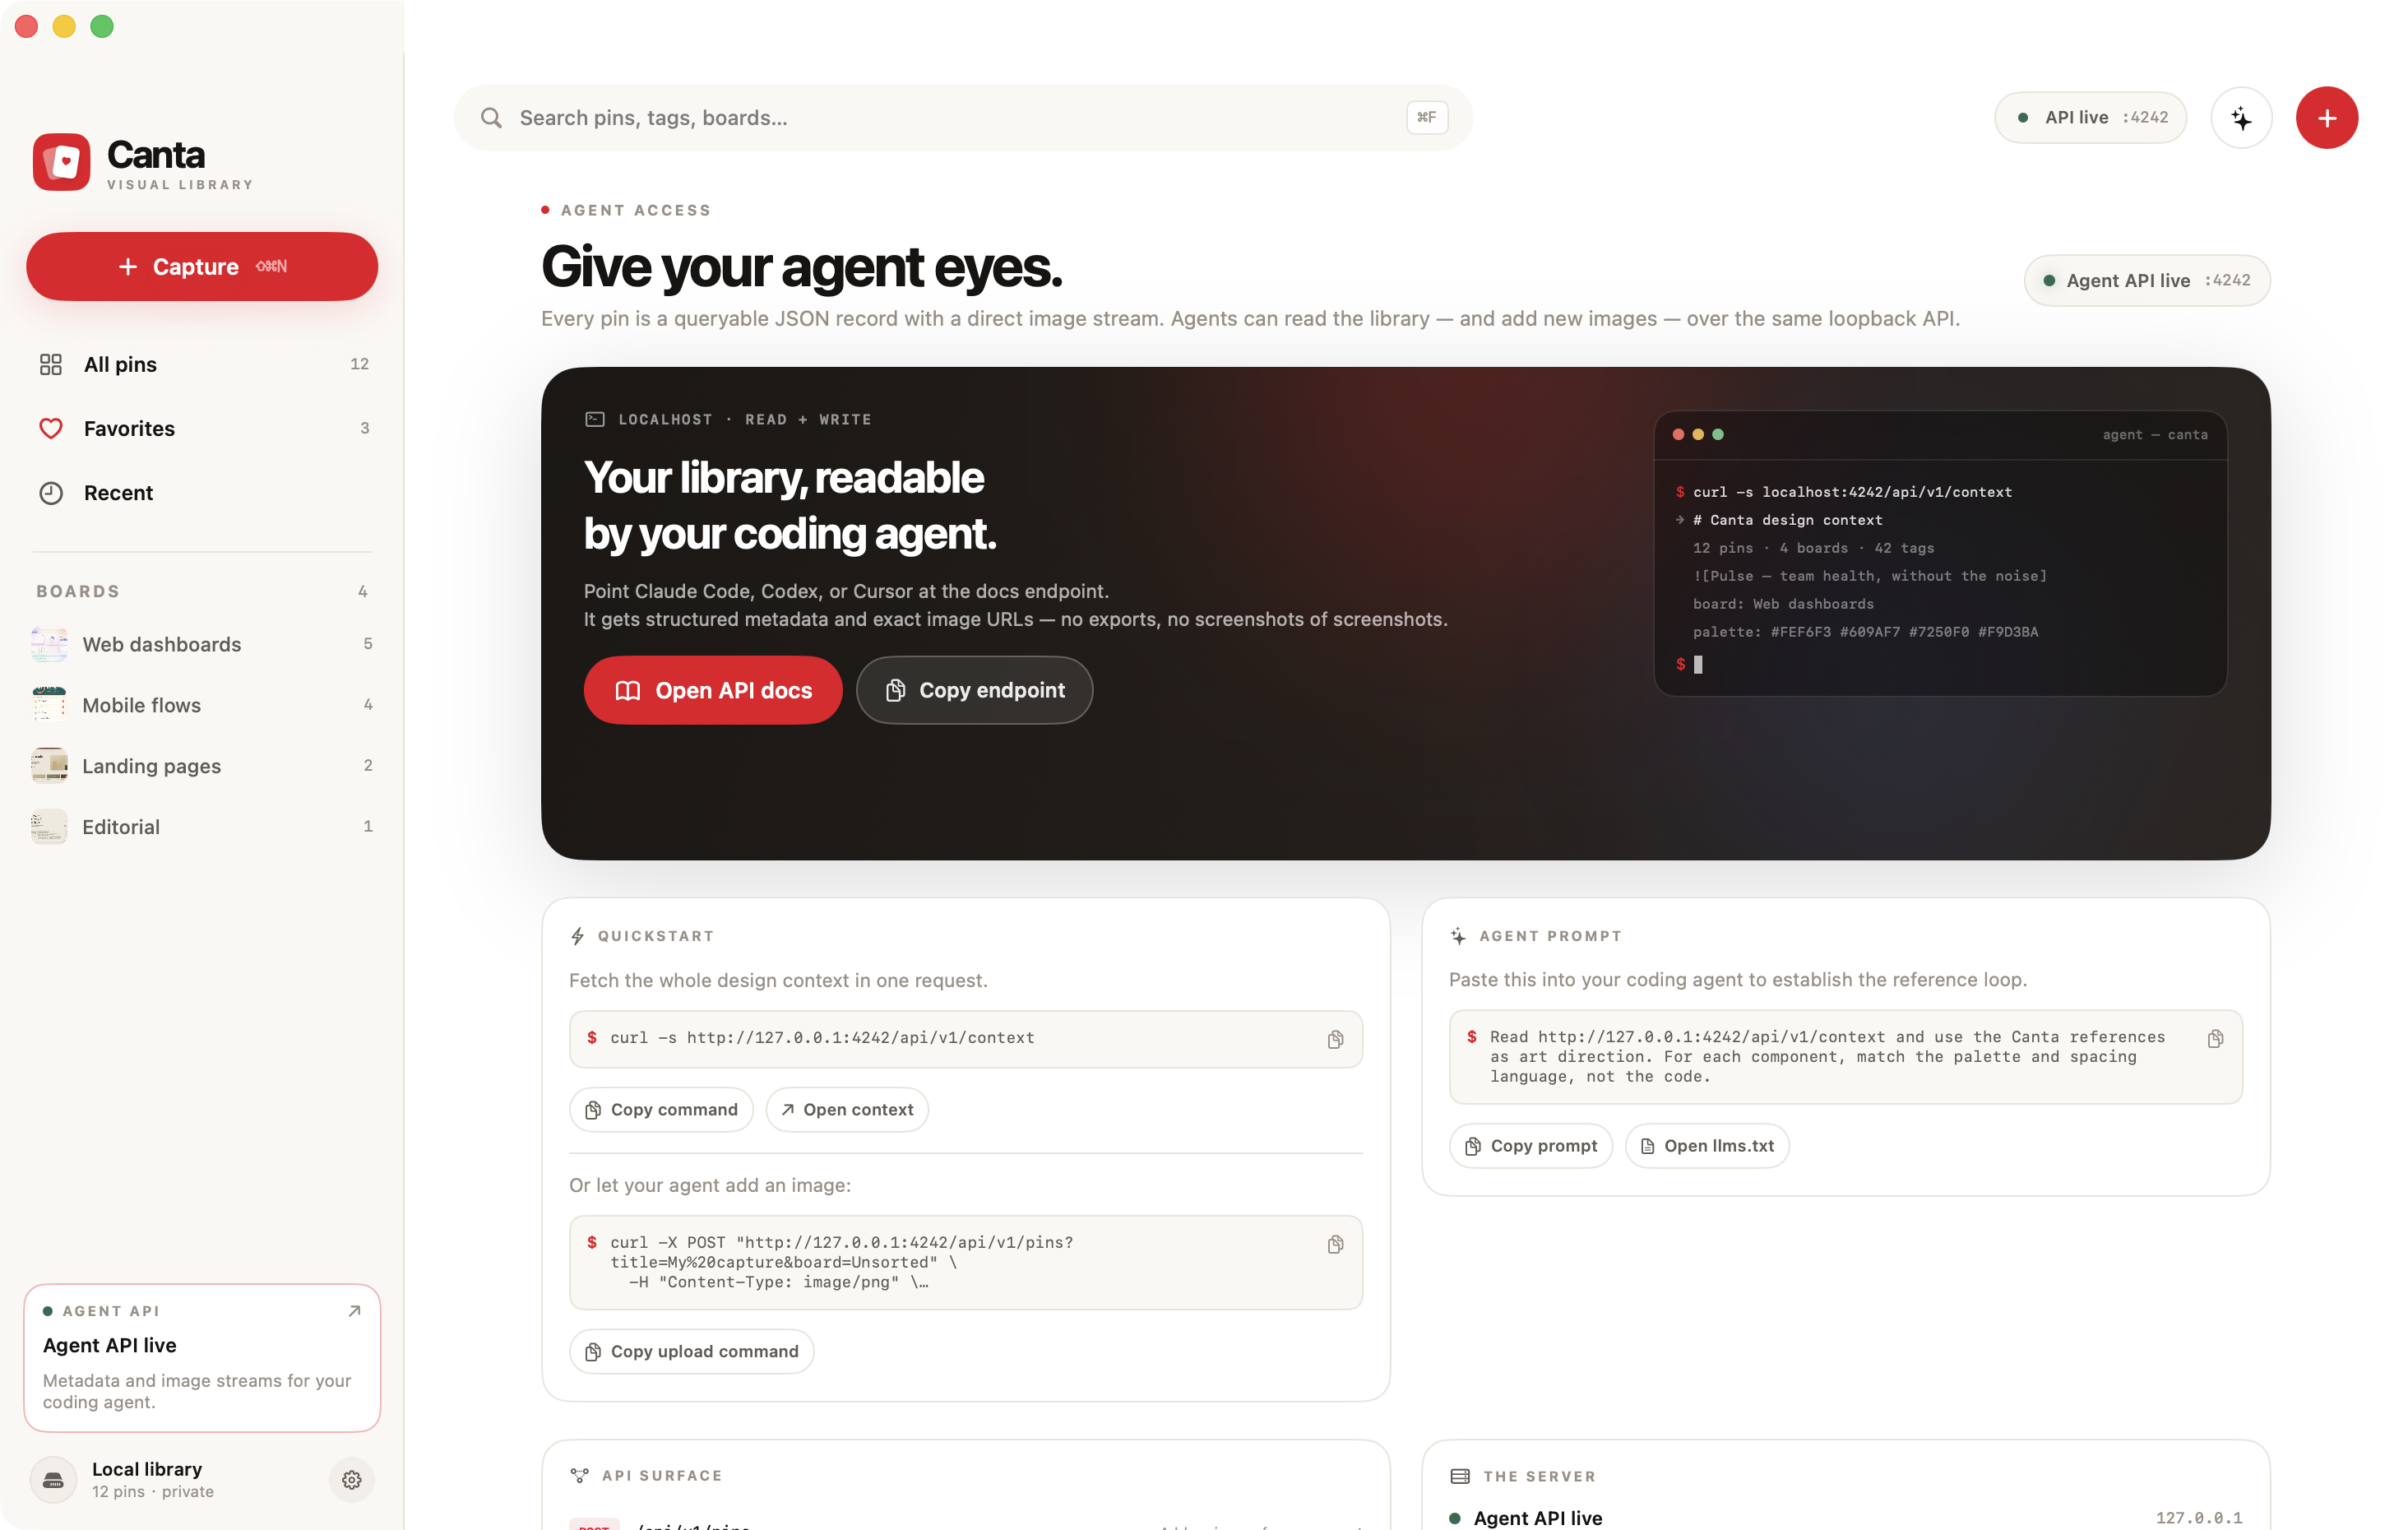 Canta
VISUAL LIBRARY
Capture ⇧⌘N
All pins 12
Favorites 3
Recent
BOARDS 4
Web dashboards 5
Mobile flows 4
Landing pages 2
Editorial 1
AGENT API
Agent API live
Metadata and image streams for your
coding agent.
Local library
12 pins · private
Search pins, tags, boards... ⌘F
API live :4242
AGENT ACCESS
Give your agent eyes.
Agent API live :4242
Every pin is a queryable JSON record with a direct image stream. Agents can read the library — and add new images — over the same loopback API.
LOCALHOST · READ + WRITE
Your library, readable
by your coding agent.
Point Claude Code, Codex, or Cursor at the docs endpoint.
It gets structured metadata and exact image URLs — no exports, no screenshots of screenshots.
Open API docs
Copy endpoint
agent — canta
$ curl -s localhost:4242/api/v1/context
→ # Canta design context
12 pins · 4 boards · 42 tags
![Pulse — team health, without the noise]
board: Web dashboards
palette: #FEF6F3 #609AF7 #7250F0 #F9D3BA
$
QUICKSTART
Fetch the whole design context in one request.
$ curl -s http://127.0.0.1:4242/api/v1/context
Copy command
Open context
Or let your agent add an image:
$ curl -X POST "http://127.0.0.1:4242/api/v1/pins?
title=My%20capture&board=Unsorted" \
-H "Content-Type: image/png" \…
Copy upload command
AGENT PROMPT
Paste this into your coding agent to establish the reference loop.
$ Read http://127.0.0.1:4242/api/v1/context and use the Canta references
as art direction. For each component, match the palette and spacing
language, not the code.
Copy prompt
Open llms.txt
API SURFACE
POST /api/v1/pins
THE SERVER
Agent API live 127.0.0.1